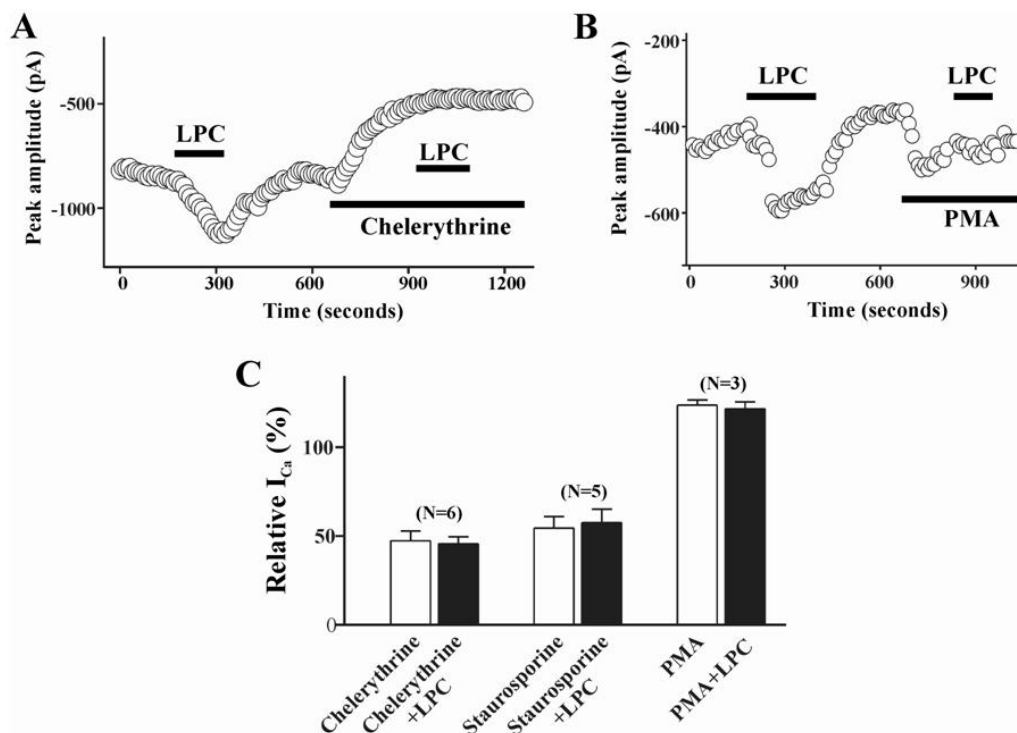 A
Peak amplitude (pA)
-500
-1000
LPC
LPC
Chelerythrine
0 300 600 900 1200
Time (seconds)
B
Peak amplitude (pA)
-200
-400
-600
LPC
LPC
PMA
0 300 600 900
Time (seconds)
C
Relative I_Ca (%)
100
50
0
(N=6)
(N=5)
(N=3)
Chelerythrine
Chelerythrine
+LPC
Staurosporine
Staurosporine
+LPC
PMA
PMA+LPC